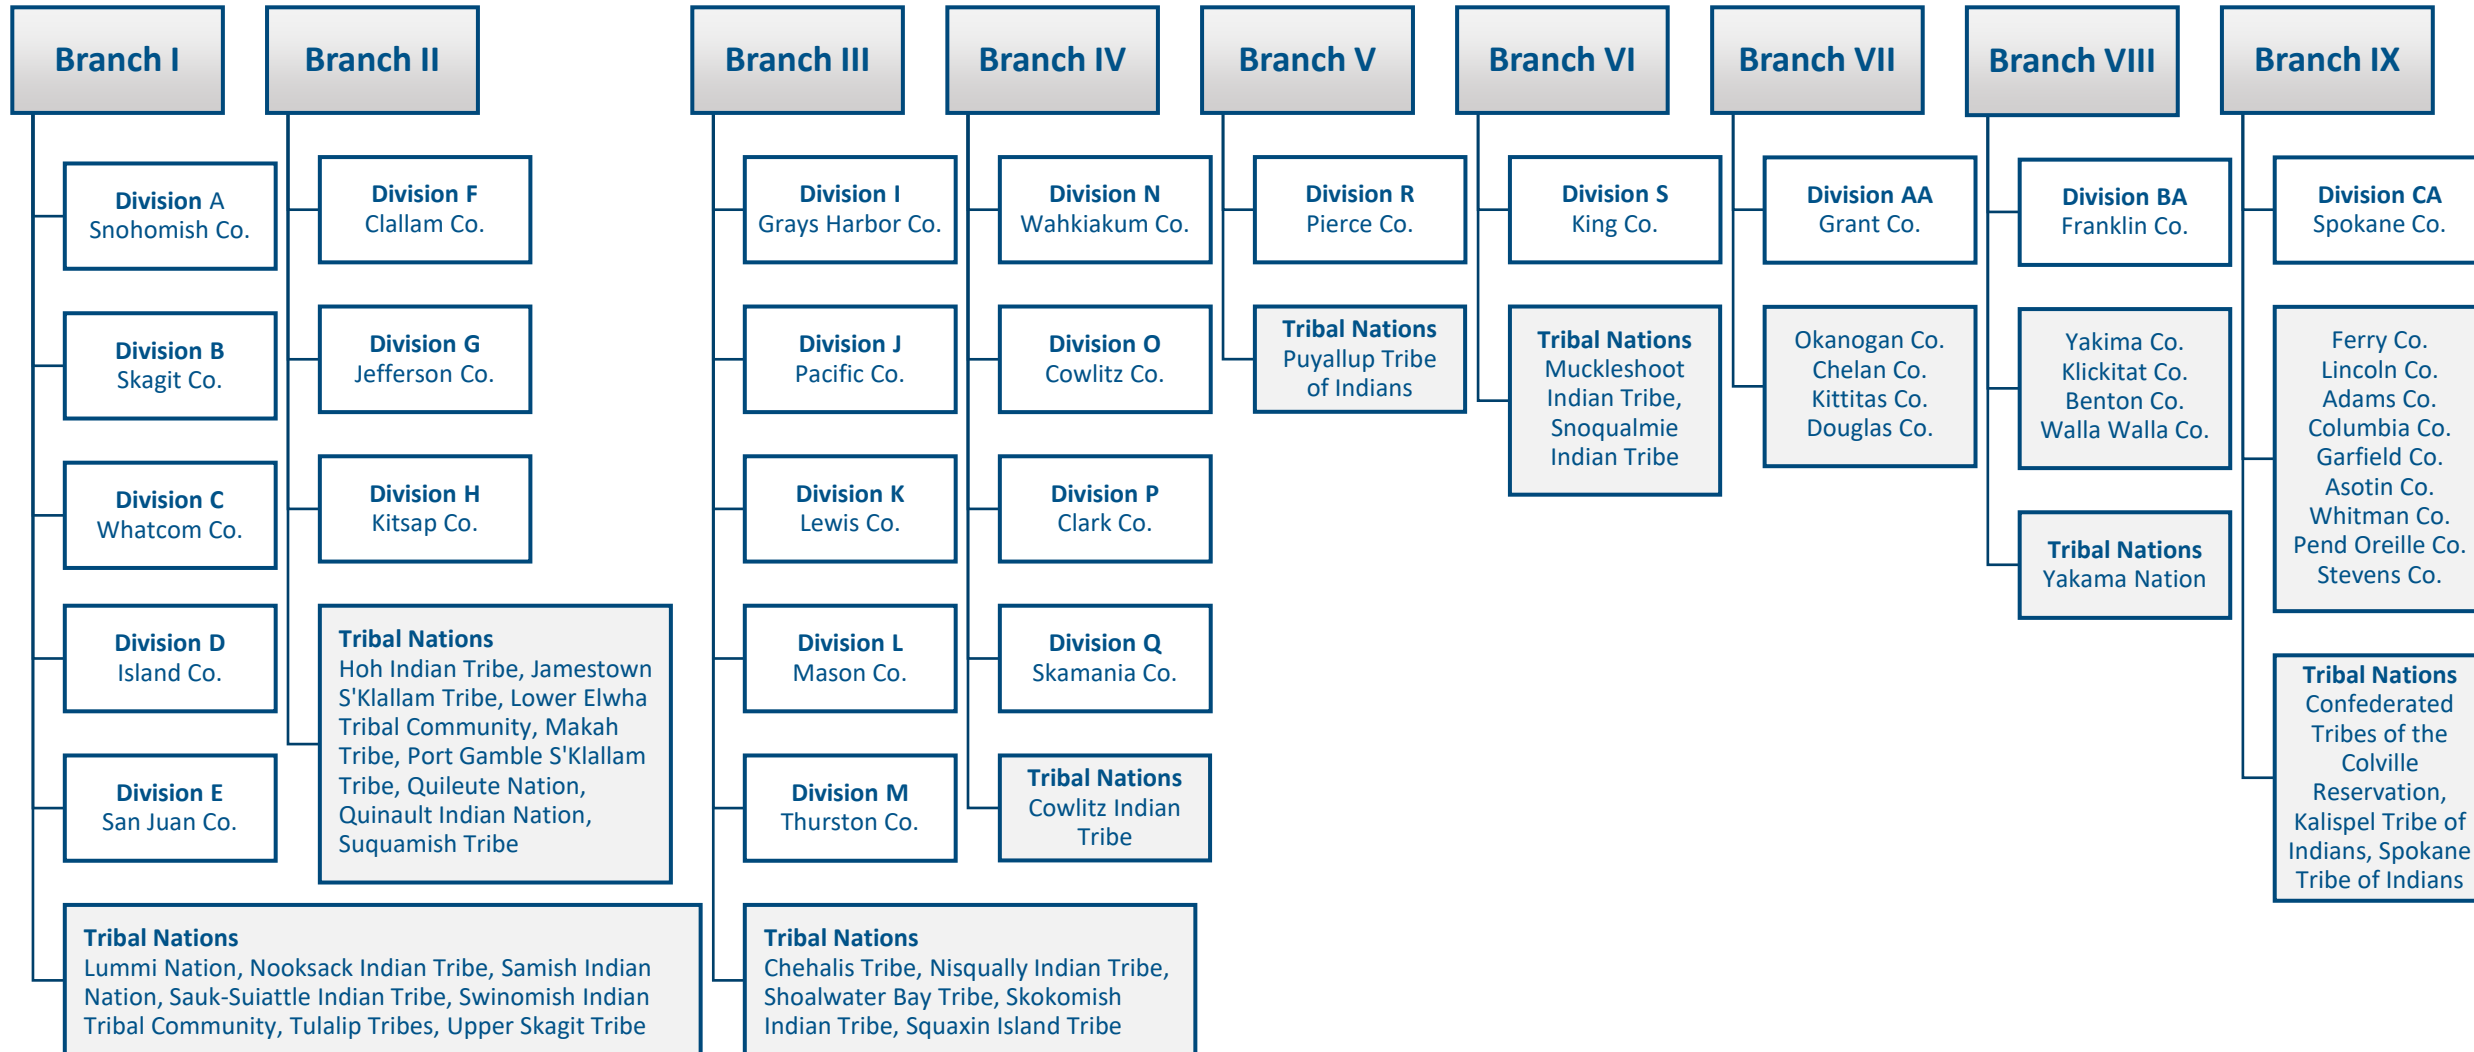 Branch I
Division A
Snohomish Co.
Division B
Skagit Co.
Division C
Whatcom Co.
Division D
Island Co.
Division E
San Juan Co.
Tribal Nations
Lummi Nation, Nooksack Indian Tribe, Samish Indian
Nation, Sauk-Suiattle Indian Tribe, Swinomish Indian
Tribal Community, Tulalip Tribes, Upper Skagit Tribe
Branch II
Division F
Clallam Co.
Division G
Jefferson Co.
Division H
Kitsap Co.
Tribal Nations
Hoh Indian Tribe, Jamestown
S'Klallam Tribe, Lower Elwha
Tribal Community, Makah
Tribe, Port Gamble S'Klallam
Tribe, Quileute Nation,
Quinault Indian Nation,
Suquamish Tribe
Branch III
Division I
Grays Harbor Co.
Division J
Pacific Co.
Division K
Lewis Co.
Division L
Mason Co.
Division M
Thurston Co.
Tribal Nations
Chehalis Tribe, Nisqually Indian Tribe,
Shoalwater Bay Tribe, Skokomish
Indian Tribe, Squaxin Island Tribe
Branch IV
Division N
Wahkiakum Co.
Division O
Cowlitz Co.
Division P
Clark Co.
Division Q
Skamania Co.
Tribal Nations
Cowlitz Indian
Tribe
Branch V
Division R
Pierce Co.
Tribal Nations
Puyallup Tribe
of Indians
Branch VI
Division S
King Co.
Tribal Nations
Muckleshoot
Indian Tribe,
Snoqualmie
Indian Tribe
Branch VII
Division AA
Grant Co.
Okanogan Co.
Chelan Co.
Kittitas Co.
Douglas Co.
Branch VIII
Division BA
Franklin Co.
Yakima Co.
Klickitat Co.
Benton Co.
Walla Walla Co.
Tribal Nations
Yakama Nation
Branch IX
Division CA
Spokane Co.
Ferry Co.
Lincoln Co.
Adams Co.
Columbia Co.
Garfield Co.
Asotin Co.
Whitman Co.
Pend Oreille Co.
Stevens Co.
Tribal Nations
Confederated
Tribes of the
Colville
Reservation,
Kalispel Tribe of
Indians, Spokane
Tribe of Indians